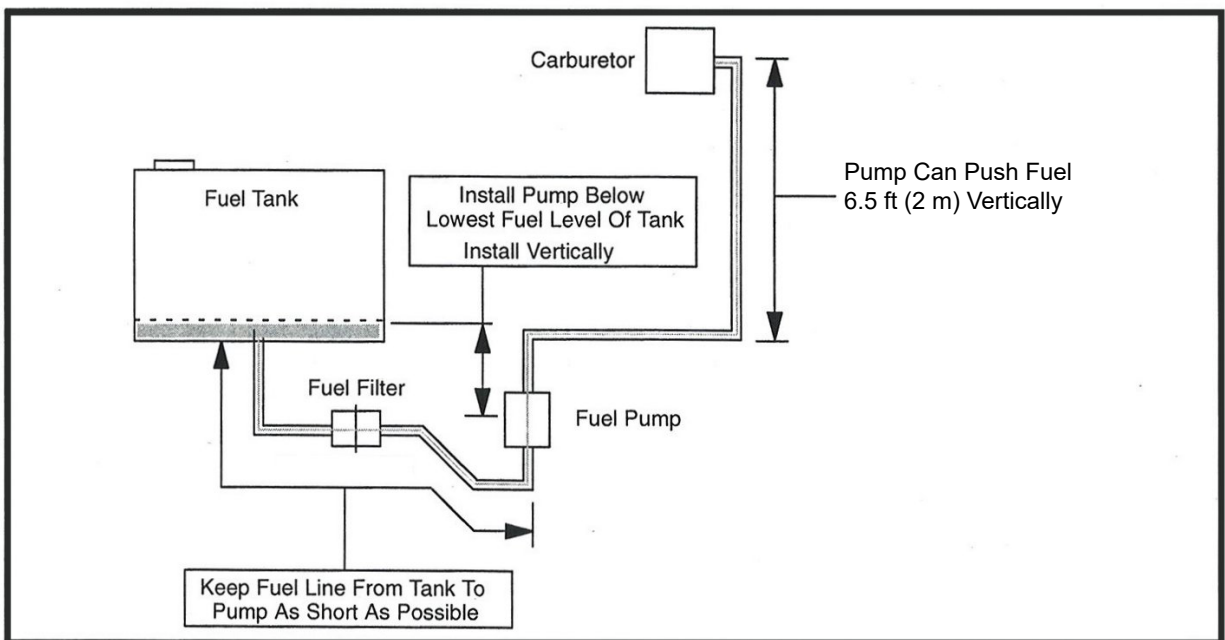 Carburetor
Pump Can Push Fuel
6.5 ft (2 m) Vertically
Fuel Tank
Install Pump Below
Lowest Fuel Level Of Tank
Install Vertically
Fuel Filter
Fuel Pump
Keep Fuel Line From Tank To
Pump As Short As Possible